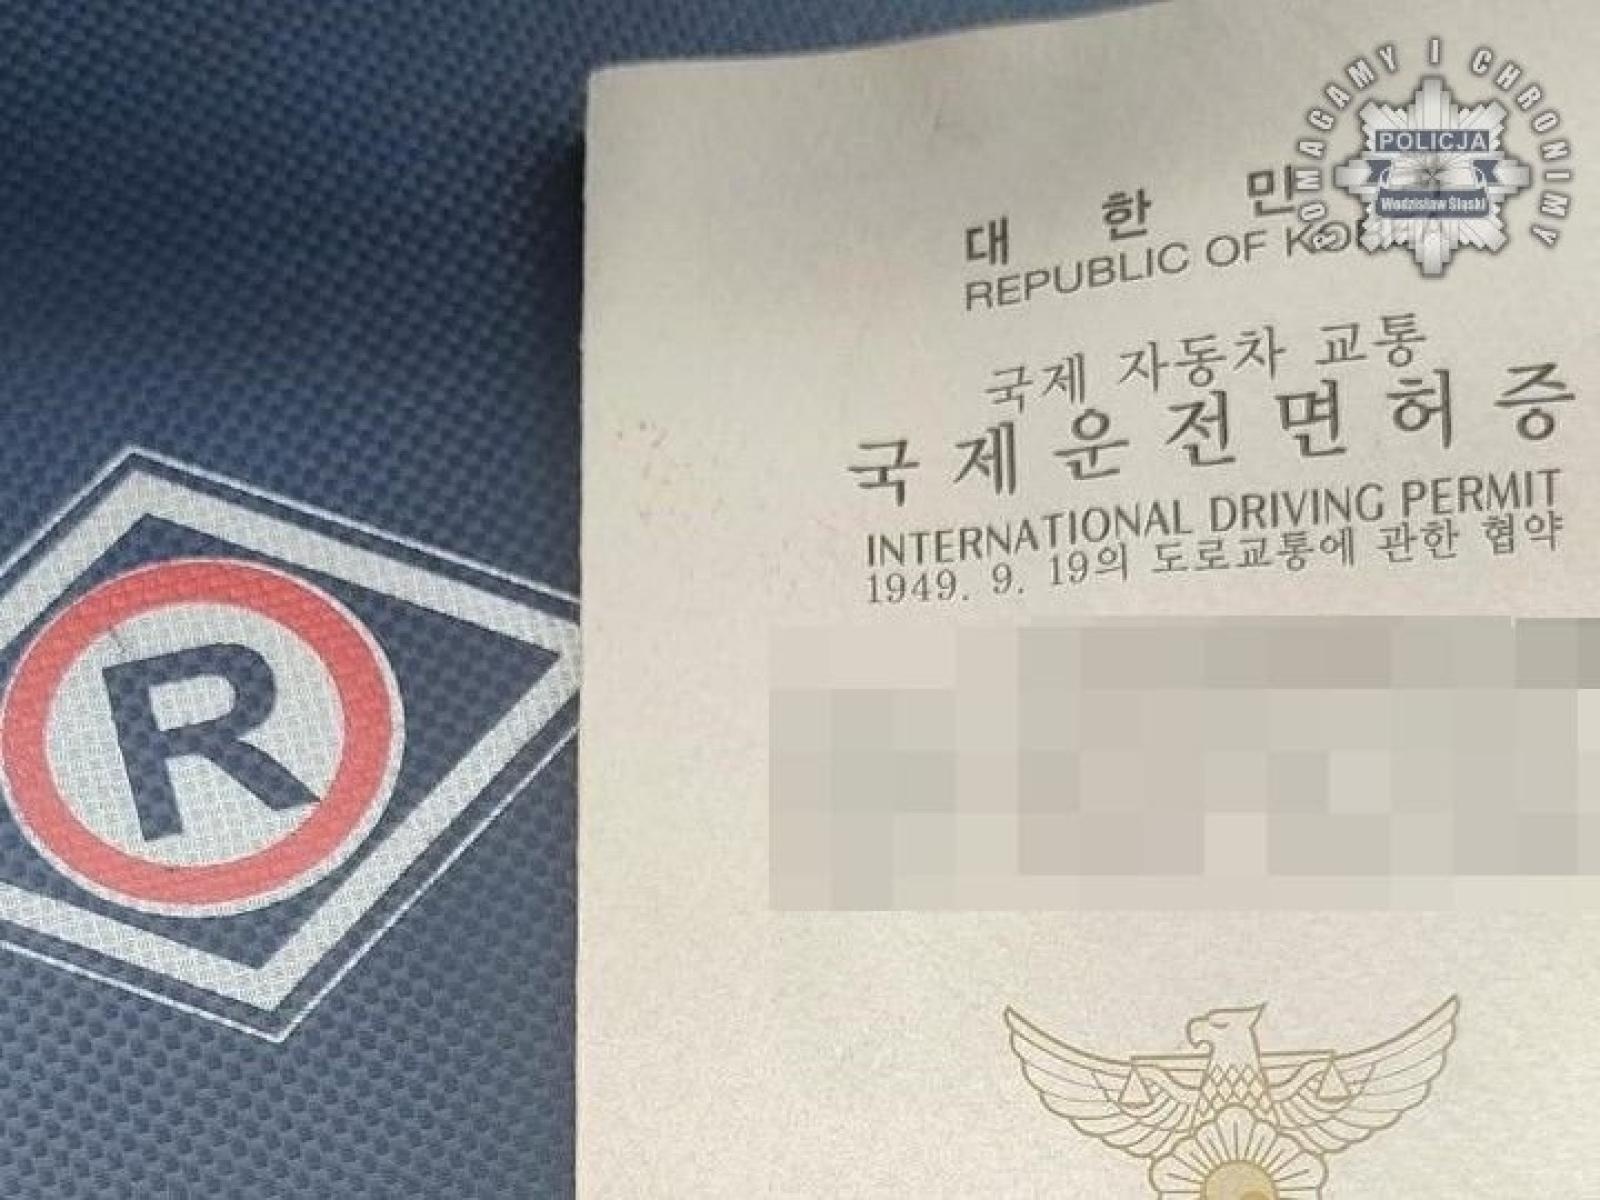 POMAGAMY I CHRONIMY
POLICJA
Wodzisław Śląski
대 한 민
REPUBLIC OF
국제 자동차 교통
국제운전면허증
INTERNATIONAL DRIVING PERMIT
1949. 9. 19의 도로교통에 관한 협약
R